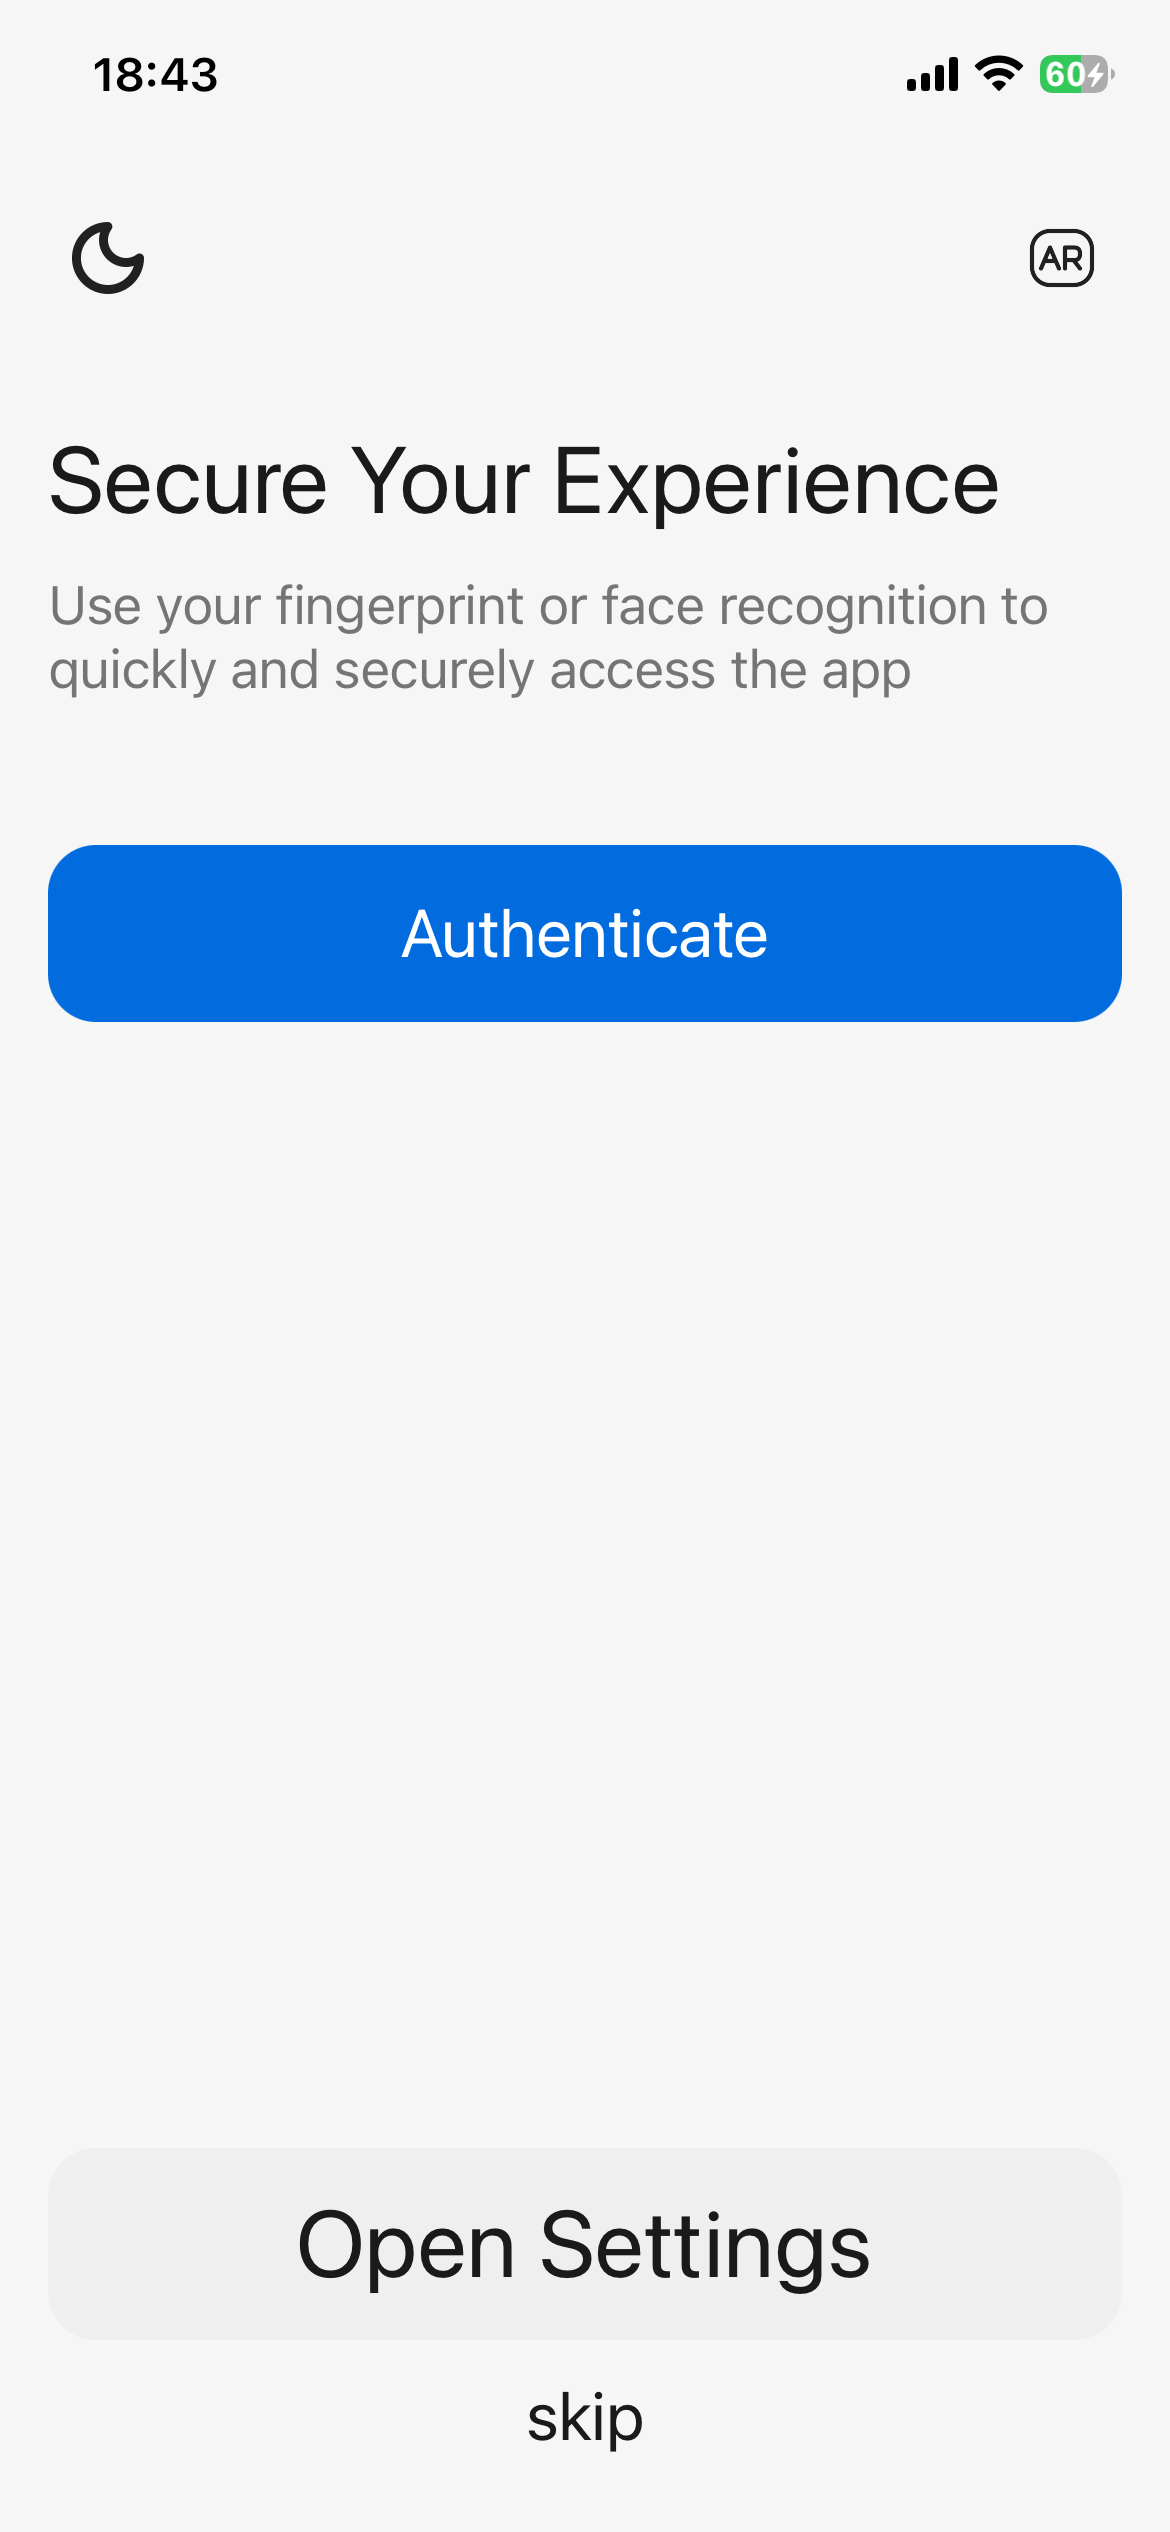 18:43
60
AR
Secure Your Experience
Use your fingerprint or face recognition to
quickly and securely access the app
Authenticate
Open Settings
skip